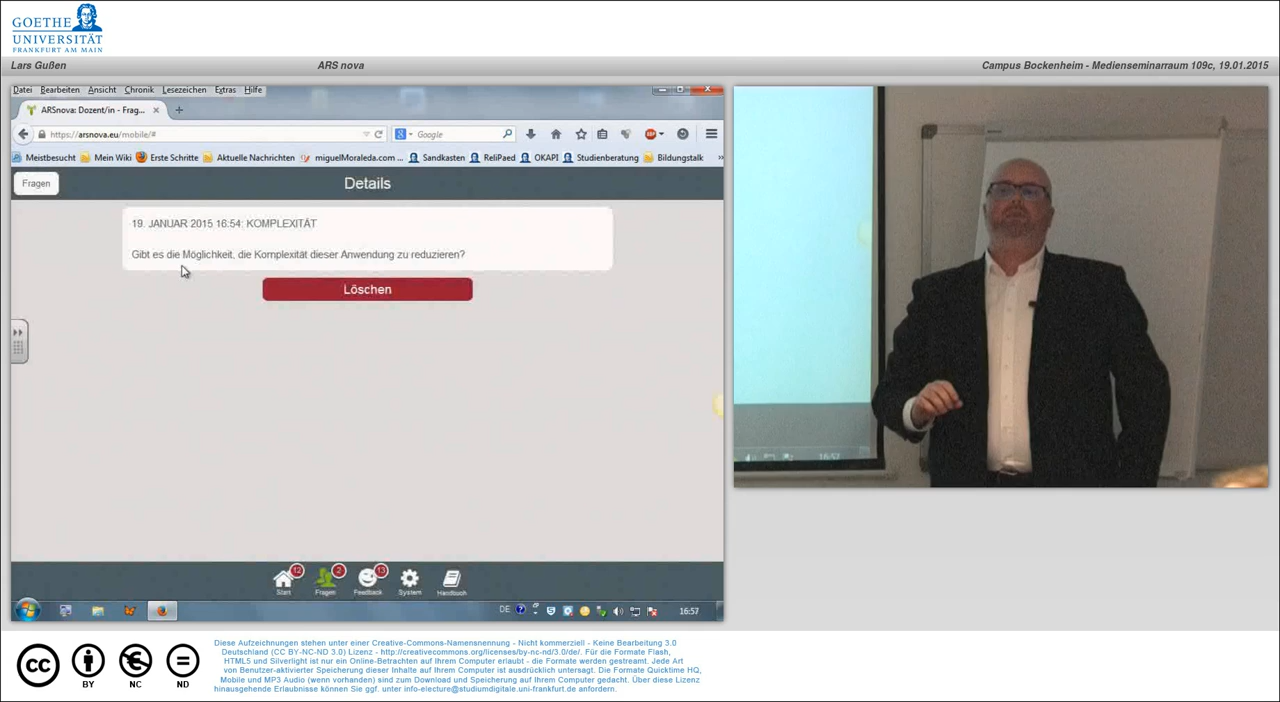 GOETHE
UNIVERSITÄT
FRANKFURT AM MAIN
Lars Gußen
ARS nova
Campus Bockenheim - Medienseminarraum 109c, 19.01.2015
Datei Bearbeiten Ansicht Chronik Lesezeichen Extras Hilfe
ARSnova: Dozent/in - Frag...
https://arsnova.eu/mobile/#
Google
Meistbesucht Mein Wiki Erste Schritte Aktuelle Nachrichten miguelMoraleda.com ... Sandkasten ReliPaed OKAPI Studienberatung Bildungstalk
Fragen
Details
19. JANUAR 2015 16:54: KOMPLEXITÄT
Gibt es die Möglichkeit, die Komplexität dieser Anwendung zu reduzieren?
Löschen
12 2 13
Start Fragen Feedback System Handbuch
DE 16:57
16:57
cc
BY NC ND
Diese Aufzeichnungen stehen unter einer Creative-Commons-Namensnennung - Nicht kommerziell - Keine Bearbeitung 3.0
Deutschland (CC BY-NC-ND 3.0) Lizenz - http://creativecommons.org/licenses/by-nc-nd/3.0/de/. Für die Formate Flash,
HTML5 und Silverlight ist nur ein Online-Betrachten auf Ihrem Computer erlaubt - die Formate werden gestreamt. Jede Art
von Benutzer-aktivierter Speicherung dieser Inhalte auf Ihrem Computer ist ausdrücklich untersagt. Die Formate Quicktime HQ,
Mobile und MP3 Audio (wenn vorhanden) sind zum Download und Speicherung auf Ihrem Computer gedacht. Über diese Lizenz
hinausgehende Erlaubnisse können Sie ggf. unter info-electure@studiumdigitale.uni-frankfurt.de anfordern.